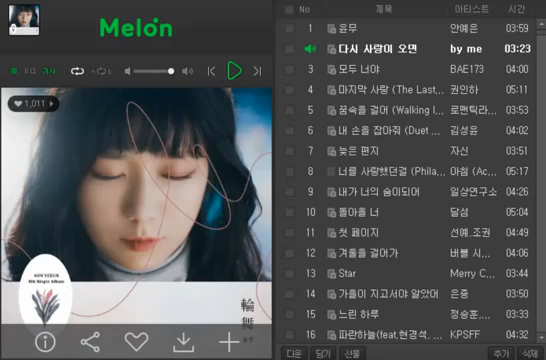 Melon
EQ 가사
1,011
AHN YEEUN
8th Single Album
輪
舞
윤무
다운 담기 선물 추가 삭제
No 제목 아티스트 시간
1 윤무 안예은 03:59
다시 사랑이 오면 by me 03:23
3 모두 너야 BAE173 04:00
4 마지막 사랑 (The Last,... 권인하 05:11
5 꿈속을 걸어 (Walking I... 로맨틱라... 03:53
6 내 손을 잡아줘 (Duet ... 김성윤 04:02
7 늦은 편지 자신 03:51
8 너를 사랑했던걸 (Phila... 아침 (Ac... 05:17
9 내가 너의 숨이되어 일상연구소 04:26
10 돌아올 너 달섬 05:04
11 첫 페이지 선예,조권 04:49
12 겨울을 걸어가 버블 시... 04:06
13 Star Merry C... 03:44
14 가을이 지고서야 알았어 은종 03:50
15 느린 하루 정승훈,... 03:33
16 파란하늘(feat,현경석, ... KPSFF 04:32